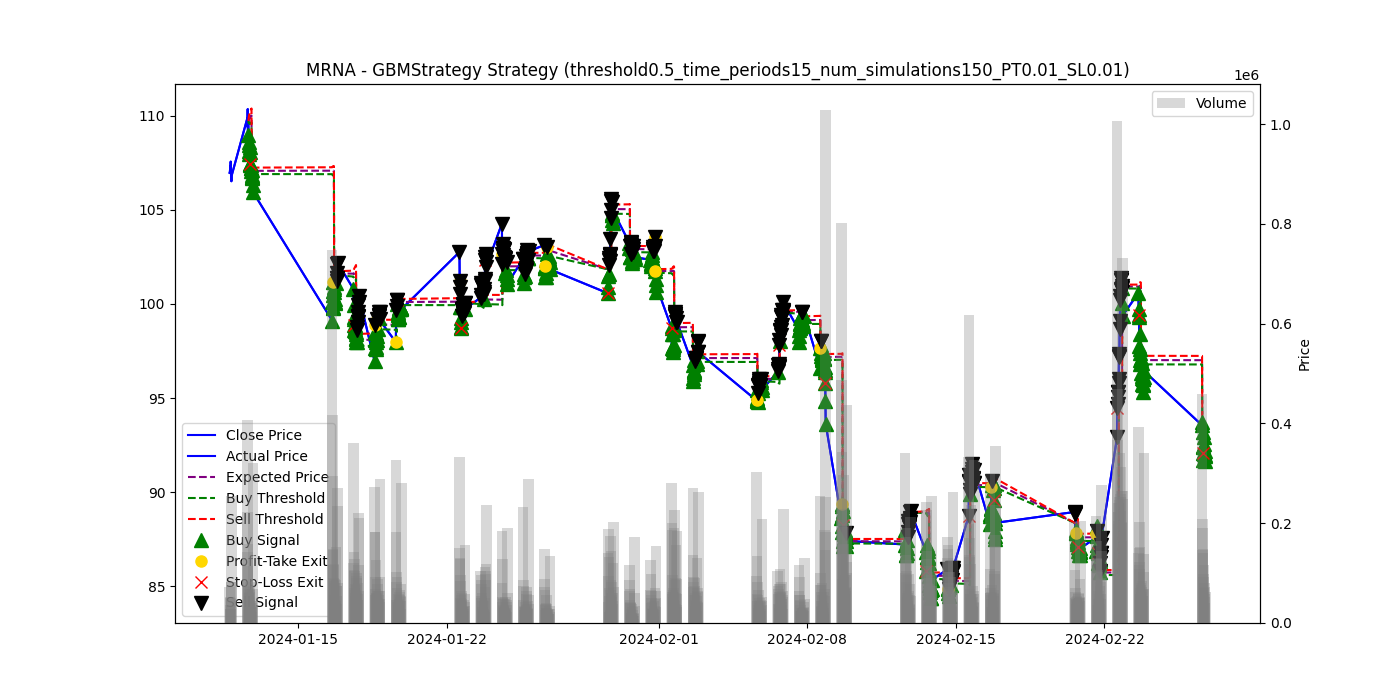 MRNA - GBMStrategy Strategy (threshold0.5_time_periods15_num_simulations150_PT0.01_SL0.01)
1e6
110
105
100
95
90
85
Volume
1.0
0.8
0.6
0.4
0.2
0.0
Price
Close Price
Actual Price
Expected Price
Buy Threshold
Sell Threshold
Buy Signal
Profit-Take Exit
Stop-Loss Exit
Sell Signal
2024-01-15
2024-01-22
2024-02-01
2024-02-08
2024-02-15
2024-02-22